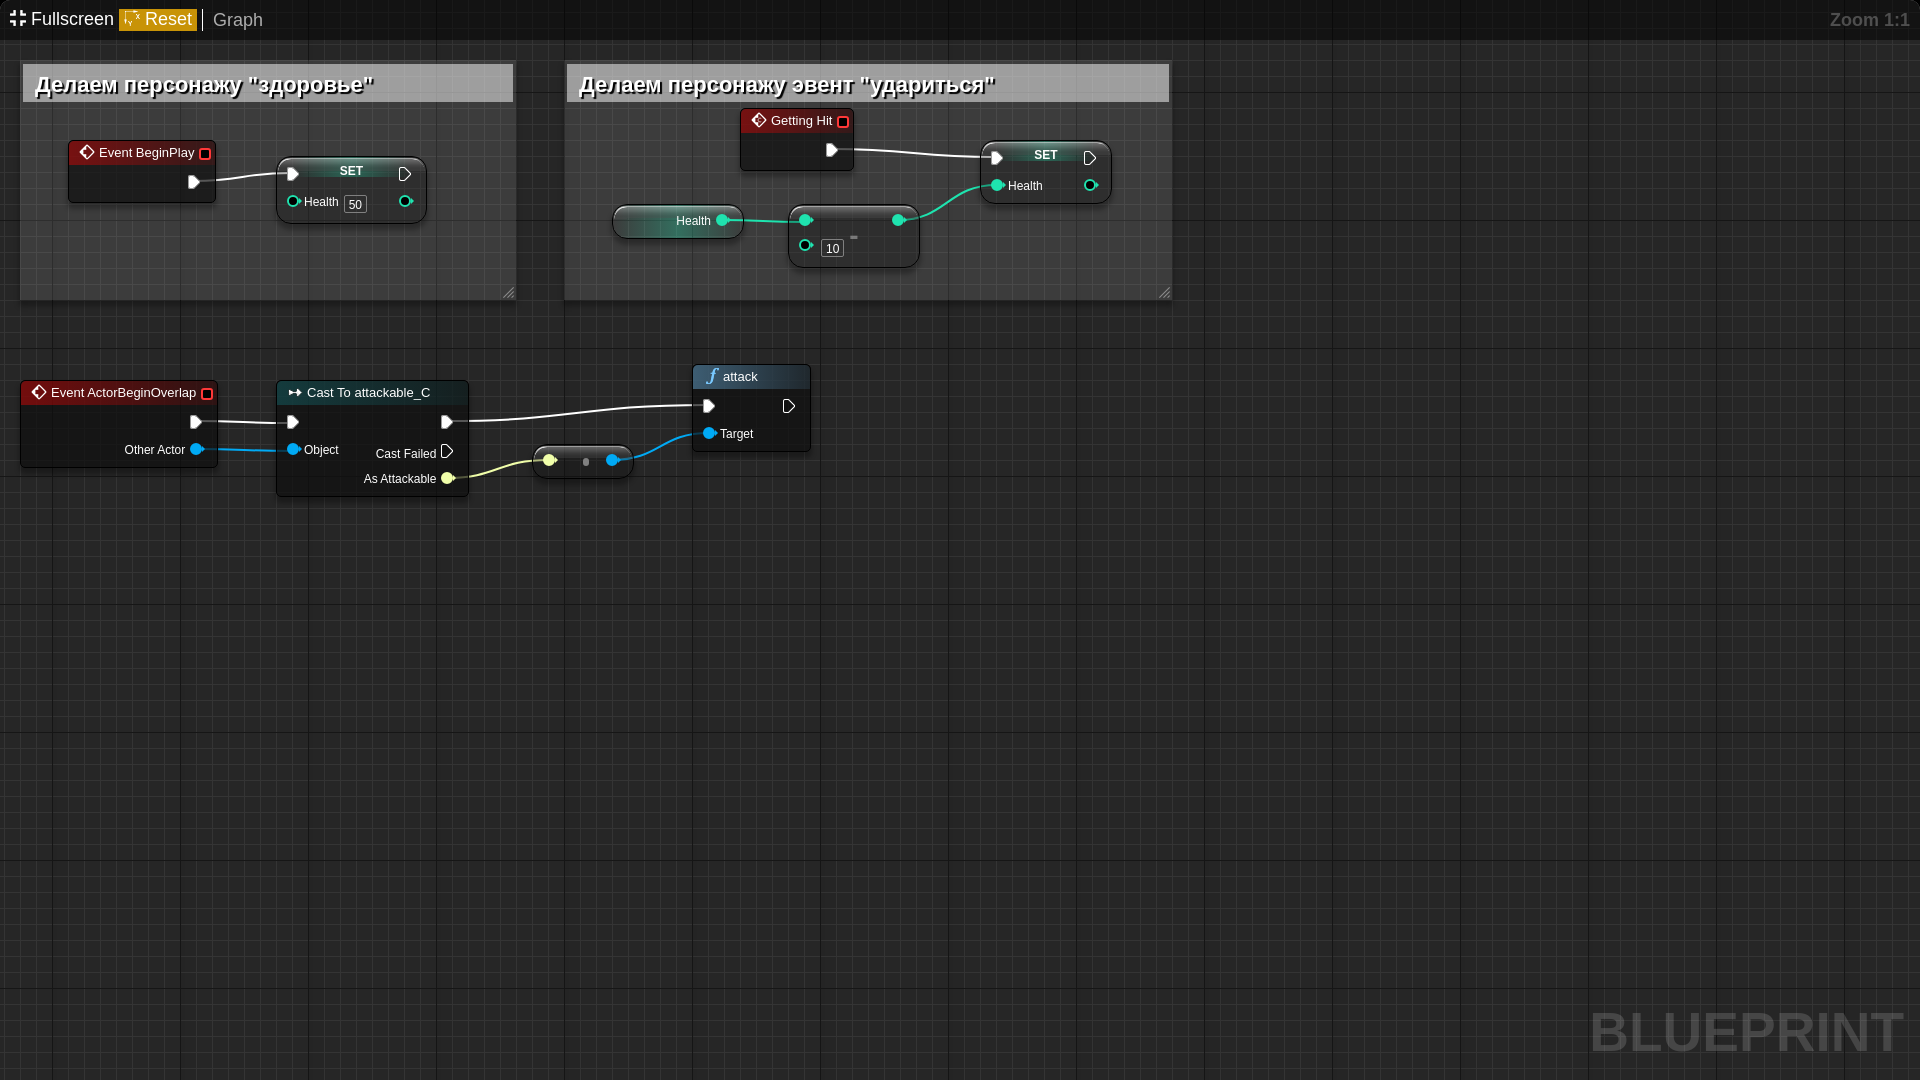 Fullscreen Reset Graph Zoom 1:1
Делаем персонажу "здоровье"
Event BeginPlay
SET
Health 50
Делаем персонажу эвент "удариться"
Getting Hit
SET
Health
Health
-
10
Event ActorBeginOverlap
Other Actor
Cast To attackable_C
Object
Cast Failed
As Attackable
f attack
Target
BLUEPRINT